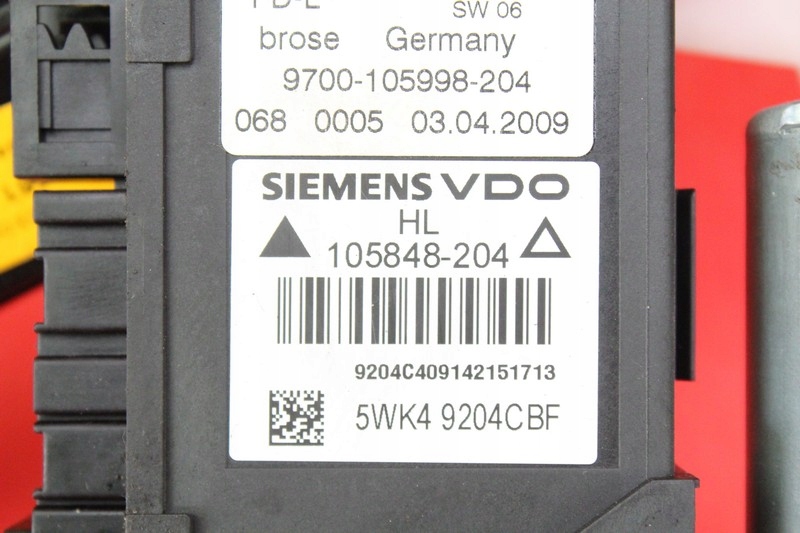 SW 06
brose Germany
9700-105998-204
068 0005 03.04.2009
SIEMENS VDO
HL
105848-204
9204C409142151713
5WK4 9204CBF